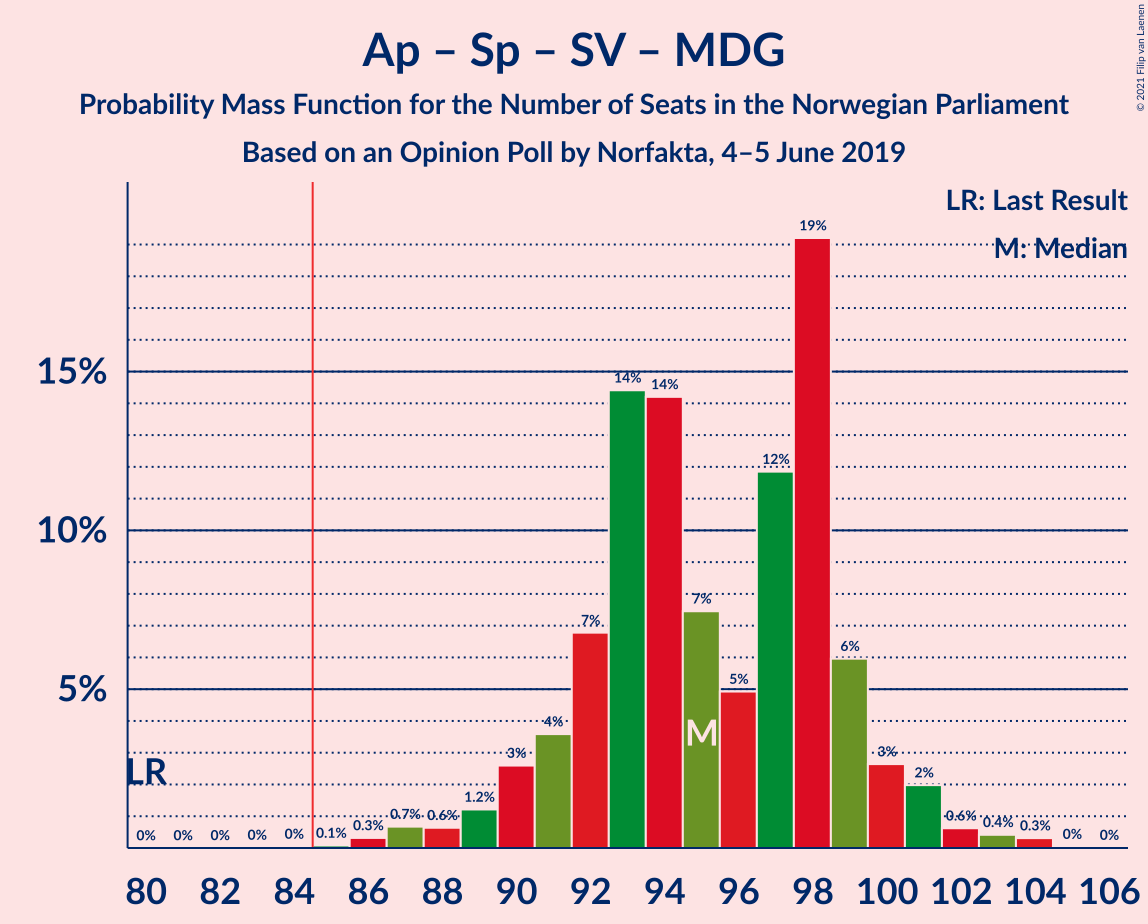 Ap – Sp – SV – MDG
Probability Mass Function for the Number of Seats in the Norwegian Parliament
Based on an Opinion Poll by Norfakta, 4–5 June 2019
© 2021 Filip van Laenen
LR: Last Result
M: Median
15%
10%
5%
LR
M
0% 0% 0% 0% 0% 0.1% 0.3% 0.7% 0.6% 1.2% 3% 4% 7% 14% 14% 7% 5% 12% 19% 6% 3% 2% 0.6% 0.4% 0.3% 0% 0%
80 82 84 86 88 90 92 94 96 98 100 102 104 106